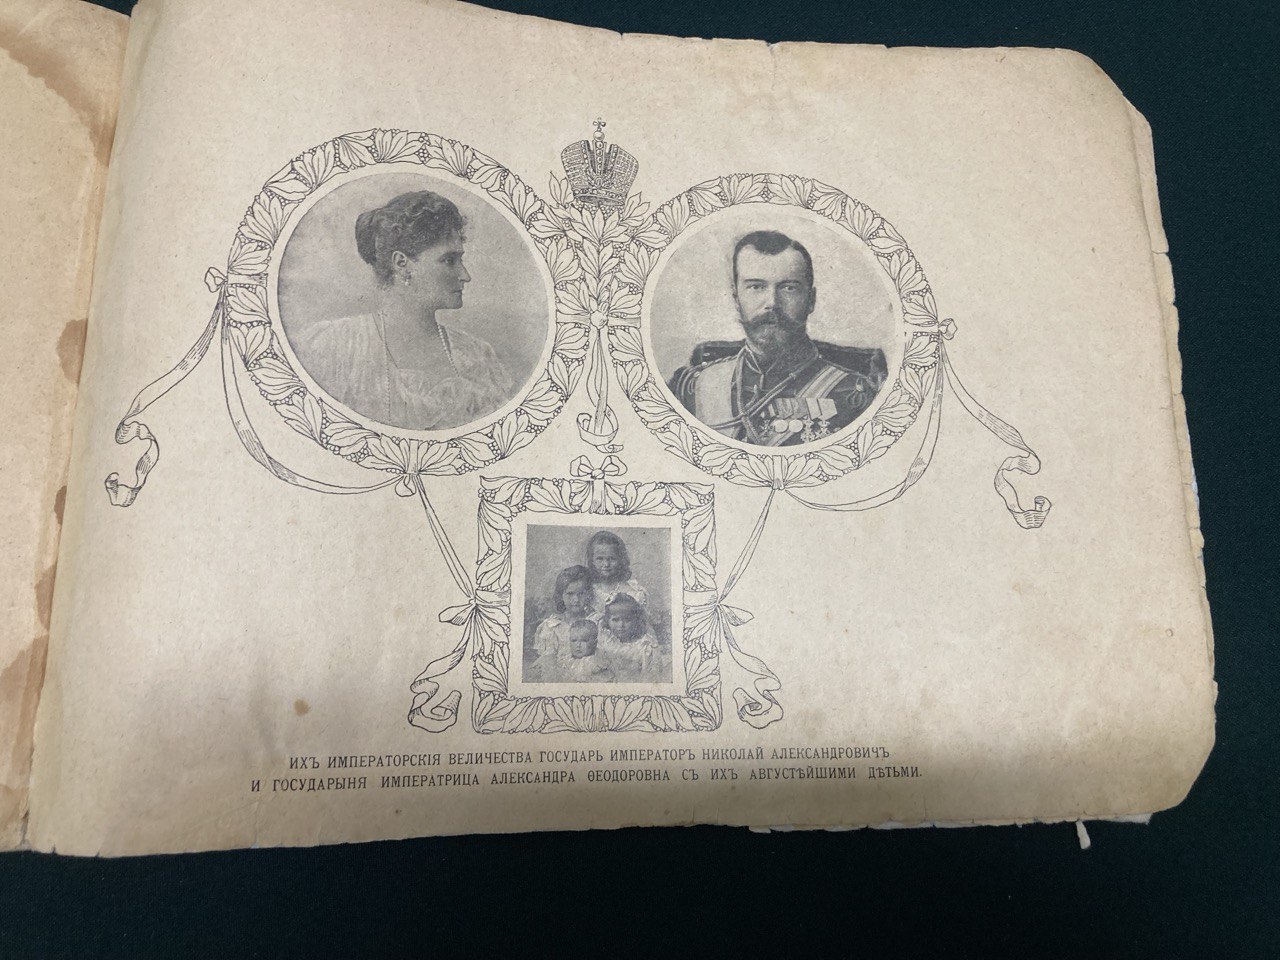 ИХЪ ИМПЕРАТОРСКІЯ ВЕЛИЧЕСТВА ГОСУДАРЬ ИМПЕРАТОРЪ НИКОЛАЙ АЛЕКСАНДРОВИЧЪ
И ГОСУДАРЫНЯ ИМПЕРАТРИЦА АЛЕКСАНДРА ѲЕОДОРОВНА СЪ ИХЪ АВГУСТѢЙШИМИ ДѢТЬМИ.